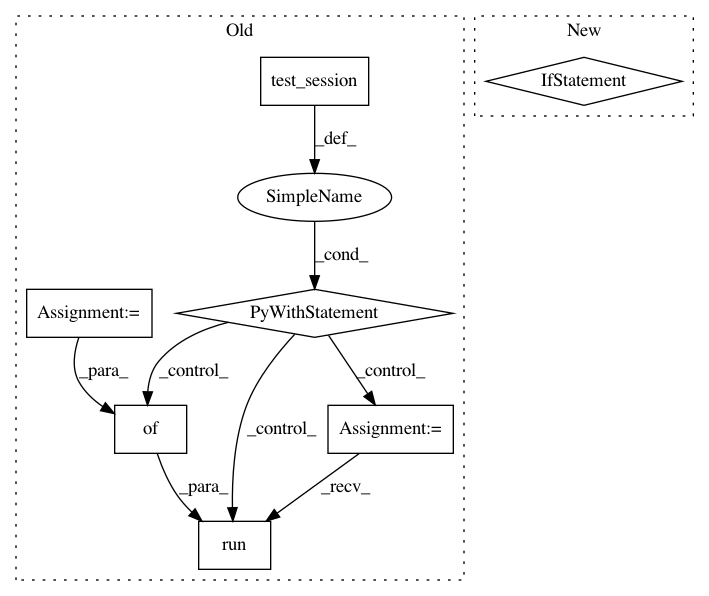 Old
New
test_session
IfStatement
_def_
SimpleName
_cond_
Assignment:=
PyWithStatement
_para_
_control_
_control_
_control_
of
Assignment:=
_para_
_recv_
run